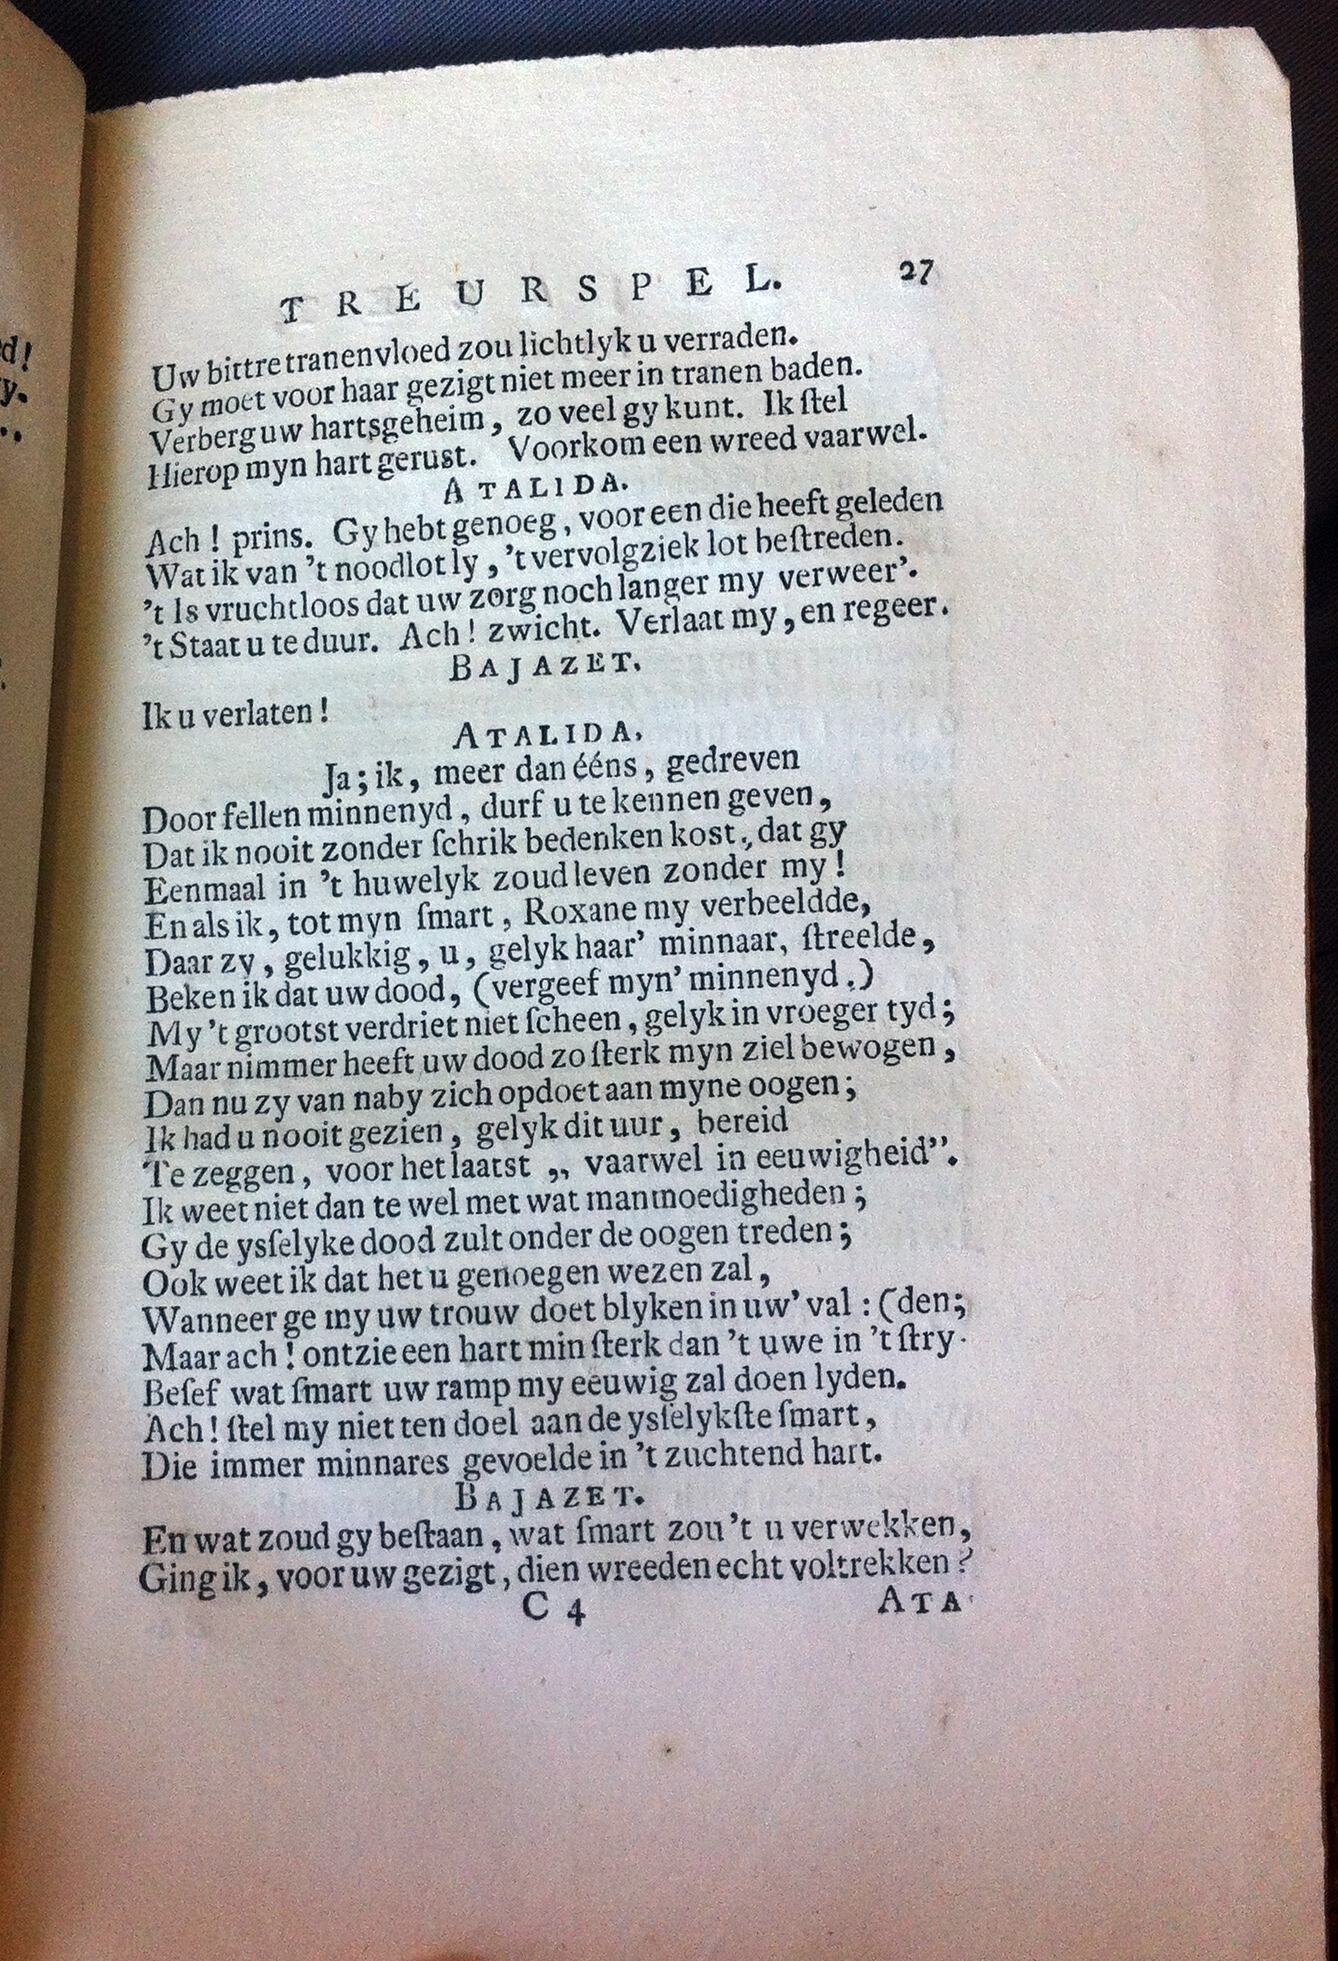 d!
y.
TREURSPEL. 27
Uw bittre tranenvloed zou lichtlyk u verraden.
Gy moet voor haar gezigt niet meer in tranen baden.
Verberg uw hartsgeheim, zo veel gy kunt. Ik ſtel
Hierop myn hart gerust. Voorkom een wreed vaarwel.
ATALIDA.
Ach! prins. Gy hebt genoeg, voor een die heeft geleden
Wat ik van 't noodlot ly, 't vervolgziek lot beſtreden.
't Is vruchtloos dat uw zorg noch langer my verweer'.
't Staat u te duur. Ach! zwicht. Verlaat my, en regeer.
BAJAZET.
Ik u verlaten!
ATALIDA.
Ja; ik, meer dan ééns, gedreven
Door fellen minnenyd, durf u te kennen geven,
Dat ik nooit zonder ſchrik bedenken kost, dat gy
Eenmaal in 't huwelyk zoud leven zonder my!
En als ik, tot myn ſmart, Roxane my verbeeldde,
Daar zy, gelukkig, u, gelyk haar' minnaar, ſtreelde,
Beken ik dat uw dood, (vergeef myn' minnenyd.)
My 't grootst verdriet niet ſcheen, gelyk in vroeger tyd;
Maar nimmer heeft uw dood zo ſterk myn ziel bewogen,
Dan nu zy van naby zich opdoet aan myne oogen;
Ik had u nooit gezien, gelyk dit uur, bereid
Te zeggen, voor het laatst „ vaarwel in eeuwigheid”.
Ik weet niet dan te wel met wat manmoedigheden;
Gy de ysſelyke dood zult onder de oogen treden;
Ook weet ik dat het u genoegen wezen zal,
Wanneer ge my uw trouw doet blyken in uw' val: (den;
Maar ach! ontzie een hart min ſterk dan 't uwe in 't ſtry-
Beſef wat ſmart uw ramp my eeuwig zal doen lyden.
Ach! ſtel my niet ten doel aan de ysſelykſte ſmart,
Die immer minnares gevoelde in 't zuchtend hart.
BAJAZET.
En wat zoud gy beſtaan, wat ſmart zou 't u verwekken,
Ging ik, voor uw gezigt, dien wreeden echt voltrekken?
C 4 ATA-